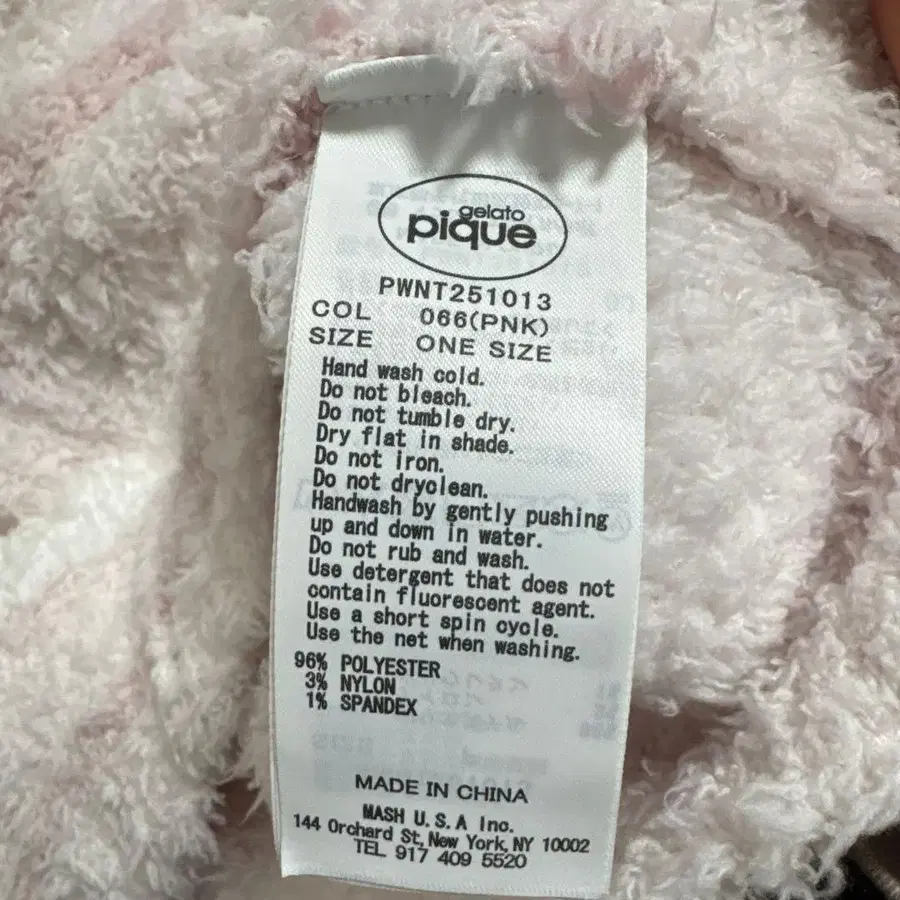 gelato
pique
PWNT251013
COL 066(PNK)
SIZE ONE SIZE
Hand wash cold.
Do not bleach.
Do not tumble dry.
Dry flat in shade.
Do not iron.
Do not dryclean.
Handwash by gently pushing
up and down in water.
Do not rub and wash.
Use detergent that does not
contain fluorescent agent.
Use a short spin cycle.
Use the net when washing.
96% POLYESTER
3% NYLON
1% SPANDEX
MADE IN CHINA
MASH U.S.A Inc.
144 Orchard St, New York, NY 10002
TEL 917 409 5520